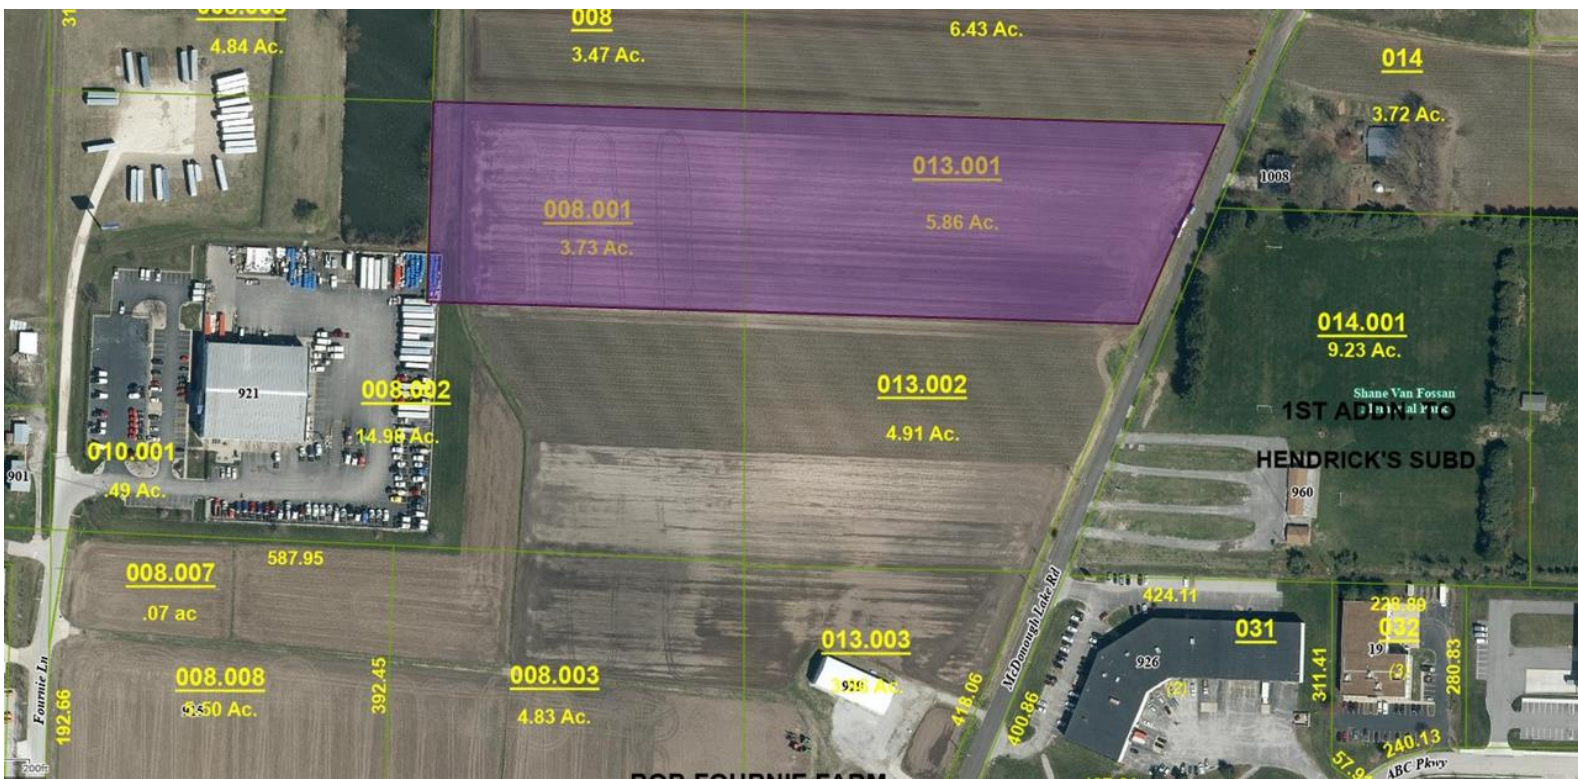 008
4.84 Ac.
3.47 Ac.
6.43 Ac.
014
3.72 Ac.
013.001
5.86 Ac.
1008
008.001
3.73 Ac.
014.001
9.23 Ac.
Shane Van Fossan
1ST ADDN. TO
HENDRICK'S SUBD
921
008.002
14.96 Ac.
013.002
4.91 Ac.
010.001
.49 Ac.
901
960
587.95
008.007
.07 ac
McDonough Lake Rd
424.11
228.89
031
032
19
(3)
926
(2)
311.41
280.83
013.003
008.008
008.003
4.83 Ac.
392.45
192.66
Fournie Ln
418.06
400.86
240.13
ABC Pkwy
200ft